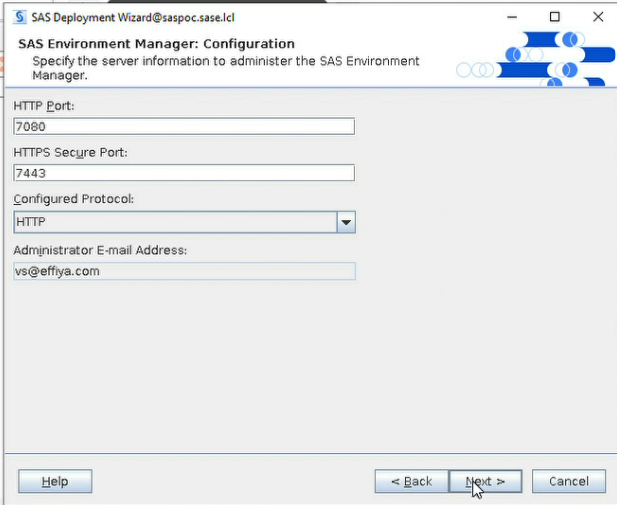 SAS Deployment Wizard@saspoc.sase.lcl
SAS Environment Manager: Configuration
Specify the server information to administer the SAS Environment
Manager.
HTTP Port:
7080
HTTPS Secure Port:
7443
Configured Protocol:
HTTP
Administrator E-mail Address:
vs@effiya.com
Help
< Back
Next >
Cancel